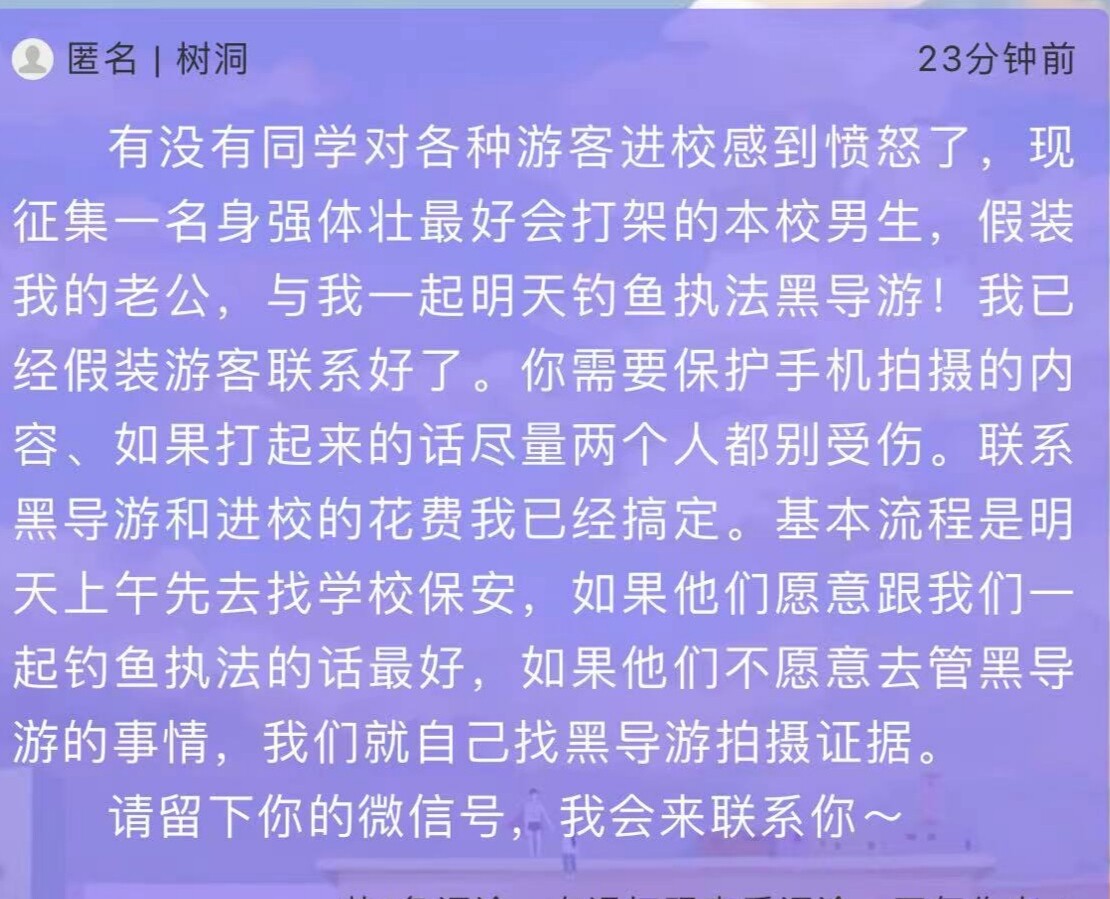 匿名 | 树洞
23分钟前
有没有同学对各种游客进校感到愤怒了，现
征集一名身强体壮最好会打架的本校男生，假装
我的老公，与我一起明天钓鱼执法黑导游！我已
经假装游客联系好了。你需要保护手机拍摄的内
容、如果打起来的话尽量两个人都别受伤。联系
黑导游和进校的花费我已经搞定。基本流程是明
天上午先去找学校保安，如果他们愿意跟我们一
起钓鱼执法的话最好，如果他们不愿意去管黑导
游的事情，我们就自己找黑导游拍摄证据。
请留下你的微信号，我会来联系你～